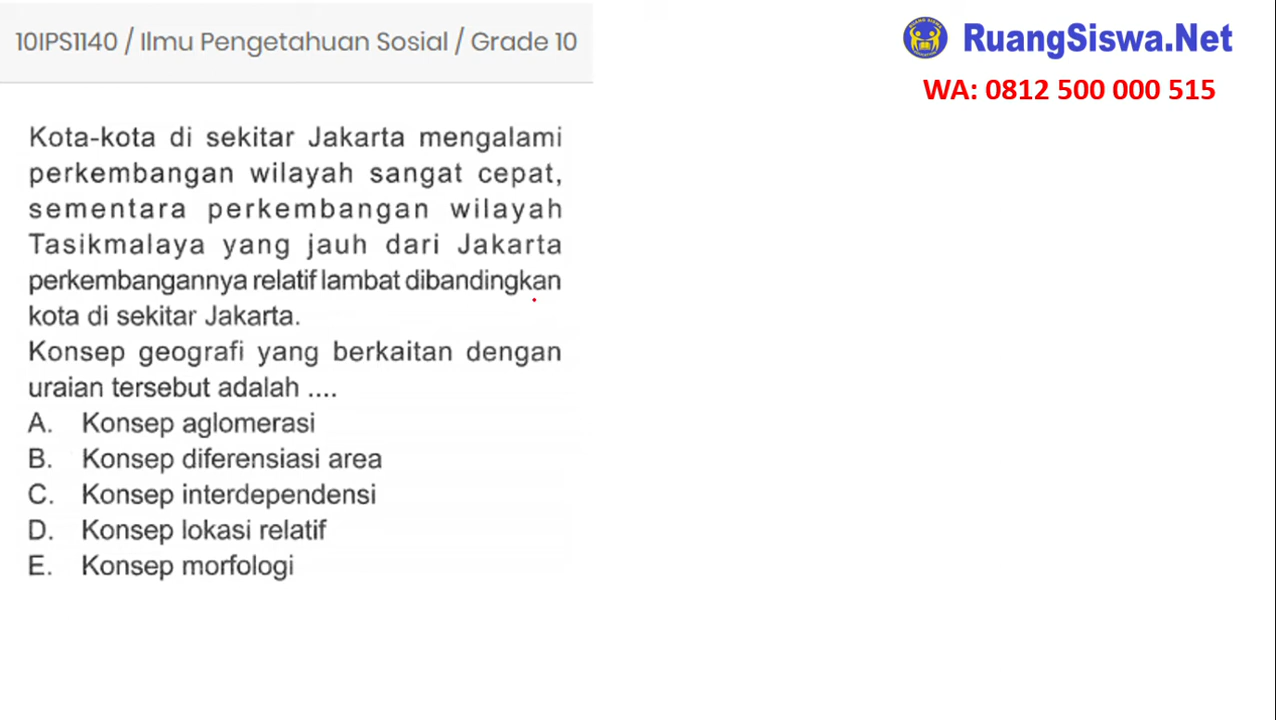 10IPS1140 / Ilmu Pengetahuan Sosial / Grade 10
RuangSiswa.Net
WA: 0812 500 000 515
Kota-kota di sekitar Jakarta mengalami
perkembangan wilayah sangat cepat,
sementara perkembangan wilayah
Tasikmalaya yang jauh dari Jakarta
perkembangannya relatif lambat dibandingkan
kota di sekitar Jakarta.
Konsep geografi yang berkaitan dengan
uraian tersebut adalah ....
A. Konsep aglomerasi
B. Konsep diferensiasi area
C. Konsep interdependensi
D. Konsep lokasi relatif
E. Konsep morfologi